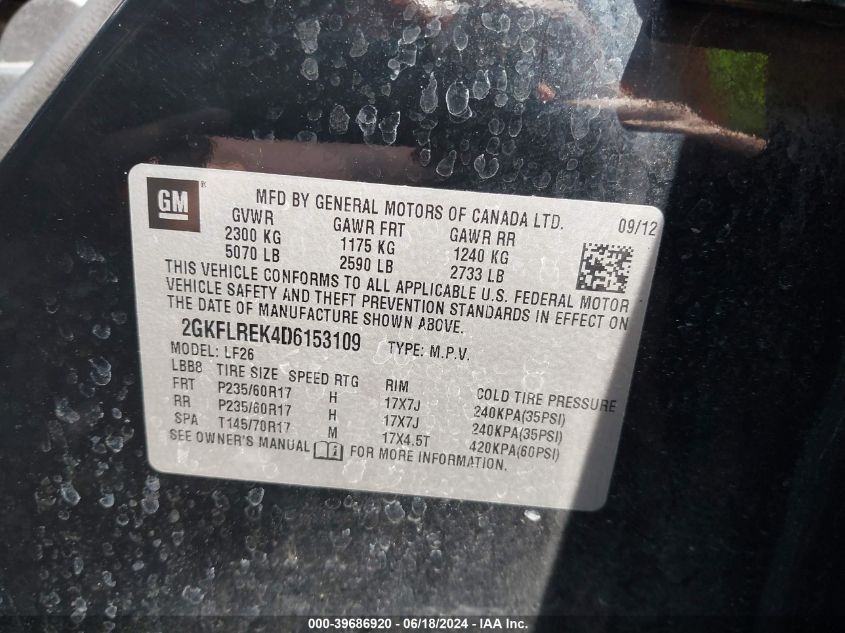 GM ®
MFD BY GENERAL MOTORS OF CANADA LTD.
09/12
GVWR GAWR FRT GAWR RR
2300 KG 1175 KG 1240 KG
5070 LB 2590 LB 2733 LB
THIS VEHICLE CONFORMS TO ALL APPLICABLE U.S. FEDERAL MOTOR
VEHICLE SAFETY AND THEFT PREVENTION STANDARDS IN EFFECT ON
THE DATE OF MANUFACTURE SHOWN ABOVE.
2GKFLREK4D6153109 TYPE: M.P.V.
MODEL: LF26
LBB8 TIRE SIZE SPEED RTG RIM COLD TIRE PRESSURE
FRT P235/60R17 H 17X7J 240KPA(35PSI)
RR P235/60R17 H 17X7J 240KPA(35PSI)
SPA T145/70R17 M 17X4.5T 420KPA(60PSI)
SEE OWNER'S MANUAL FOR MORE INFORMATION.
000-39686920 - 06/18/2024 - IAA Inc.